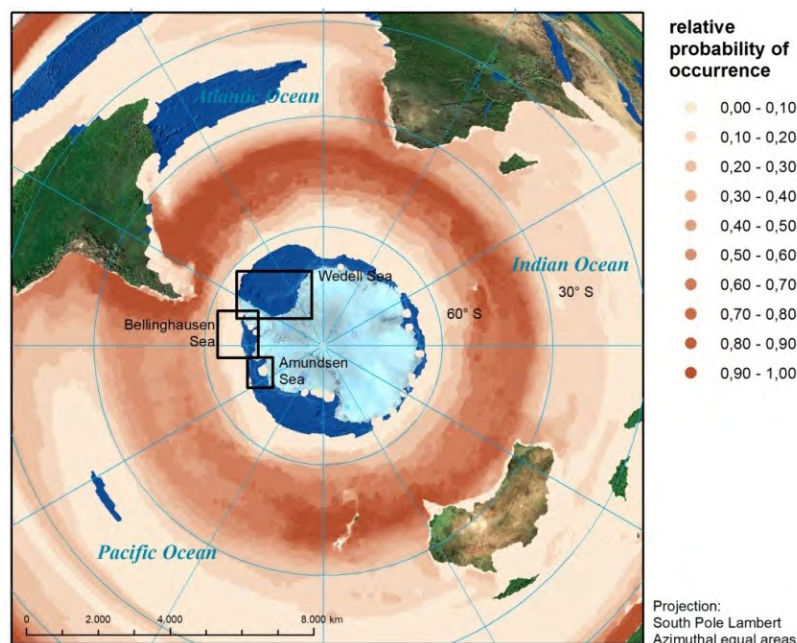 relative
probability of
occurrence
0,00 - 0,10
0,10 - 0,20
0,20 - 0,30
0,30 - 0,40
0,40 - 0,50
0,50 - 0,60
0,60 - 0,70
0,70 - 0,80
0,80 - 0,90
0,90 - 1,00
Atlantic Ocean
Indian Ocean
Wedell Sea
30° S
60° S
Bellinghausen
Sea
Amundsen
Sea
Pacific Ocean
0 2.000 4.000 8.000 km
Projection:
South Pole Lambert
Azimuthal equal areas